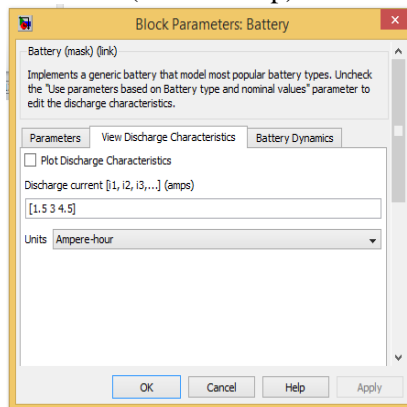 Block Parameters: Battery
Battery (mask) (link)
Implements a generic battery that model most popular battery types. Uncheck
the "Use parameters based on Battery type and nominal values" parameter to
edit the discharge characteristics.
Parameters View Discharge Characteristics Battery Dynamics
Plot Discharge Characteristics
Discharge current [i1, i2, i3,...] (amps)
[1.5 3 4.5]
Units Ampere-hour
OK Cancel Help Apply